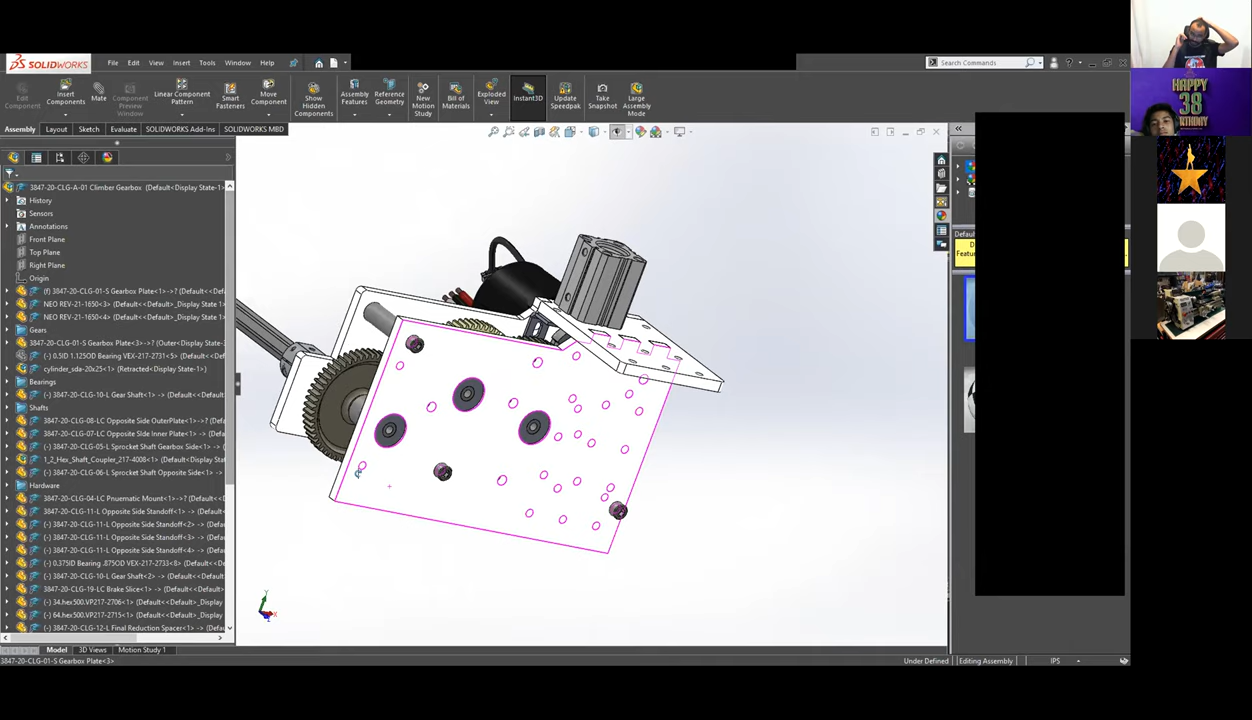 SOLIDWORKS File Edit View Insert Tools Window Help Search Commands
Edit Component Insert Components Mate Component Preview Window Linear Component Pattern Smart Fasteners Move Component Show Hidden Components Assembly Features Reference Geometry New Motion Study Bill of Materials Exploded View Instant3D Update Speedpak Take Snapshot Large Assembly Mode
Assembly Layout Sketch Evaluate SOLIDWORKS Add-Ins SOLIDWORKS MBD
3847-20-CLG-A-01 Climber Gearbox (Default<Display State-1>
History
Sensors
Annotations
Front Plane
Top Plane
Right Plane
Origin
(f) 3847-20-CLG-01-S Gearbox Plate<1>->? (Default<<Def
NEO REV-21-1650<3> (Default<<Default>_Display State 1
NEO REV-21-1650<4> (Default<<Default>_Display State 1
Gears
3847-20-CLG-01-S Gearbox Plate<3>->? (Outer<Display St
(-) 0.5ID 1.125OD Bearing VEX-217-2731<5> (Default<<D
cylinder_sda-20x25<1> (Retracted<Display State-1>)
Bearings
(-) 3847-20-CLG-10-L Gear Shaft<1> (Default<<Default>_
Shafts
3847-20-CLG-08-LC Opposite Side OuterPlate<1> (Default
3847-20-CLG-07-LC Opposite Side Inner Plate<1> (Default
(-) 3847-20-CLG-05-L Sprocket Shaft Gearbox Side<1> (De
1_2_Hex_Shaft_Coupler_217-4008<1> (Default<Display Sta
(-) 3847-20-CLG-06-L Sprocket Shaft Opposite Side<1> (D
Hardware
3847-20-CLG-04-LC Pnuematic Mount<1>->? (Default<<D
(-) 3847-20-CLG-11-L Opposite Side Standoff<1> (Default
(-) 3847-20-CLG-11-L Opposite Side Standoff<2> (Default
(-) 3847-20-CLG-11-L Opposite Side Standoff<3> (Default
(-) 3847-20-CLG-11-L Opposite Side Standoff<4> (Default
(-) 0.375ID Bearing .875OD VEX-217-2733<8> (Default<<D
(-) 3847-20-CLG-10-L Gear Shaft<2> (Default<<Default>_
3847-20-CLG-19-LC Brake Slice<1> (Default<<Default>_Di
(-) 34.hex500.VP217-2706<1> (Default<<Default>_Display
(-) 64.hex500.VP217-2715<1> (Default<<Default>_Display
(-) 3847-20-CLG-12-L Final Reduction Spacer<1> (Default
Model 3D Views Motion Study 1
3847-20-CLG-01-S Gearbox Plate<3> Under Defined Editing Assembly IPS
HAPPY
38